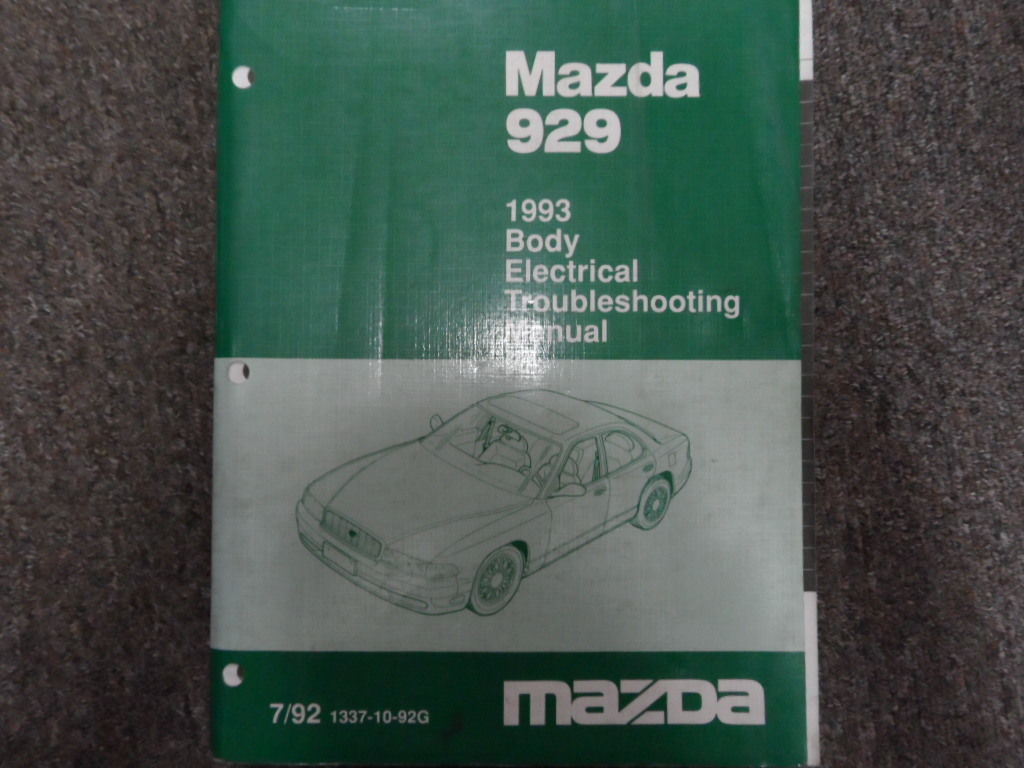 Mazda
929
1993
Body
Electrical
Troubleshooting
Manual
7/92 1337-10-92G
mazda